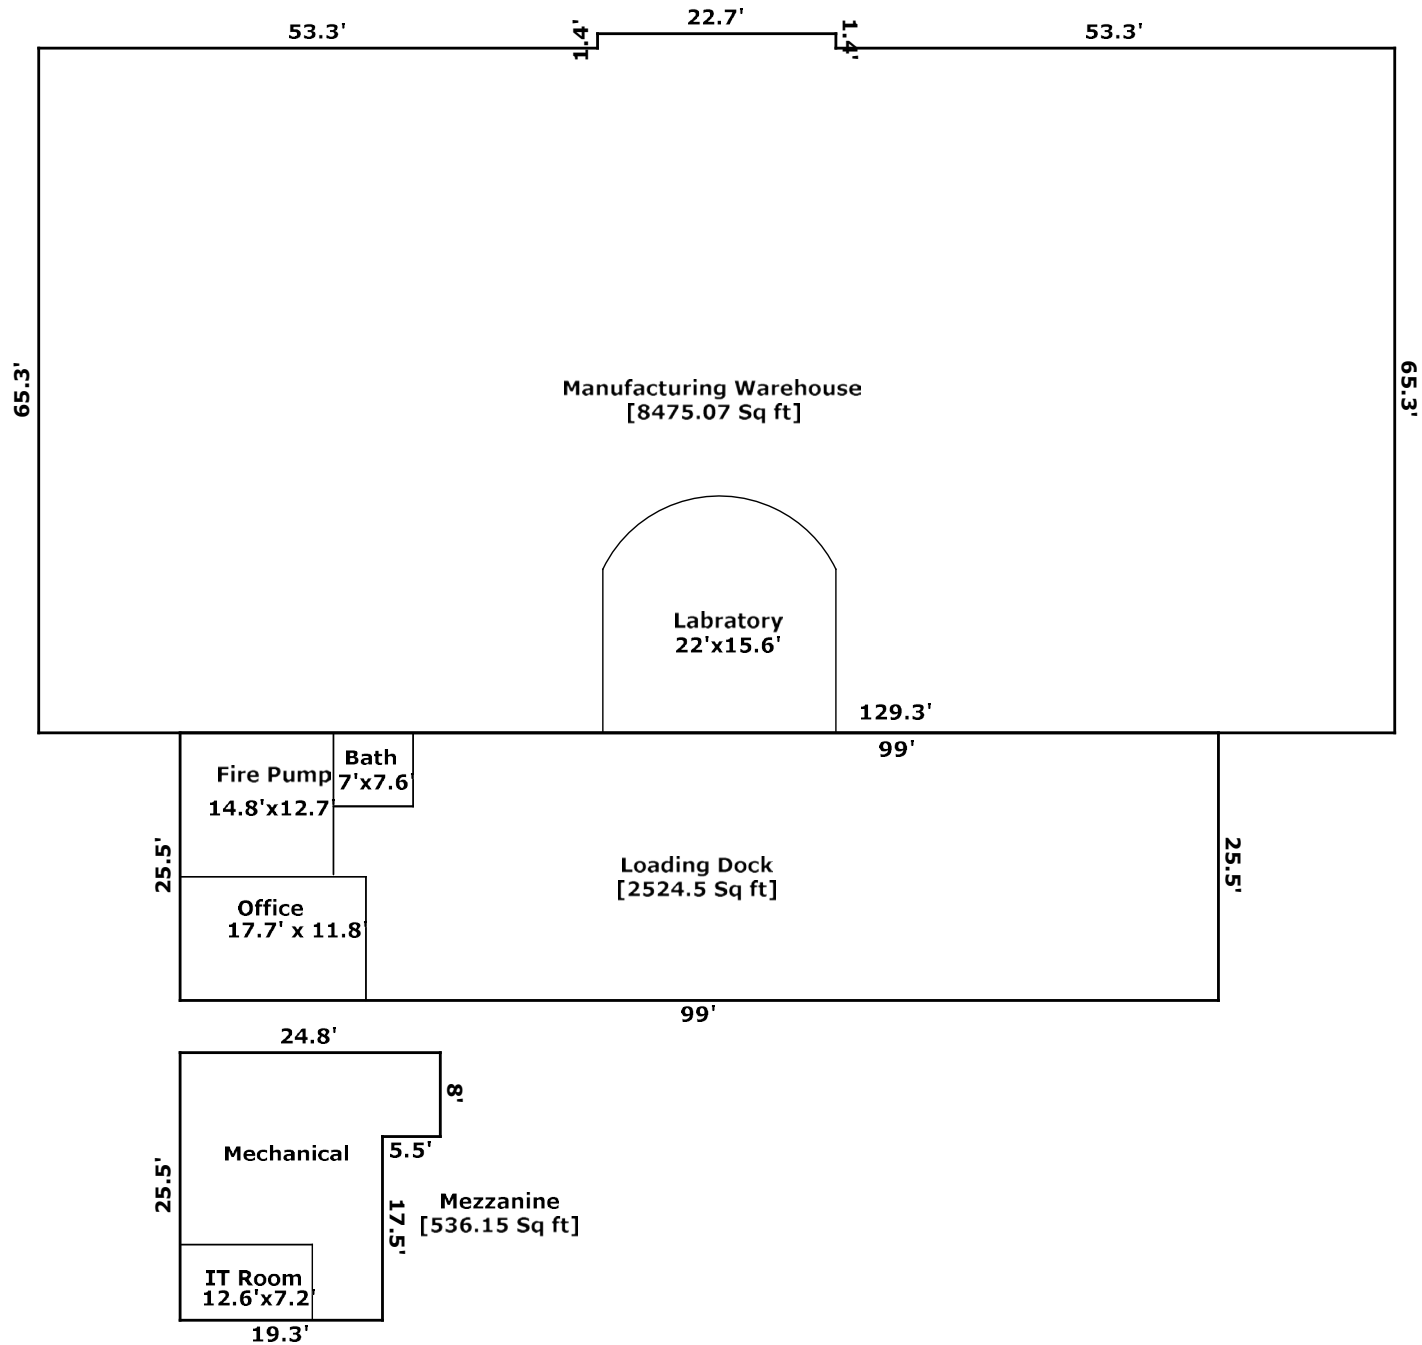 22.7'
53.3'
1.4'
1.4'
53.3'
65.3'
65.3'
Manufacturing Warehouse
[8475.07 Sq ft]
Labratory
22'x15.6'
129.3'
99'
Bath
7'x7.6'
Fire Pump
14.8'x12.7'
25.5'
25.5'
Loading Dock
[2524.5 Sq ft]
Office
17.7' x 11.8'
99'
24.8'
8'
Mechanical
5.5'
25.5'
17.5'
Mezzanine
[536.15 Sq ft]
IT Room
12.6'x7.2'
19.3'